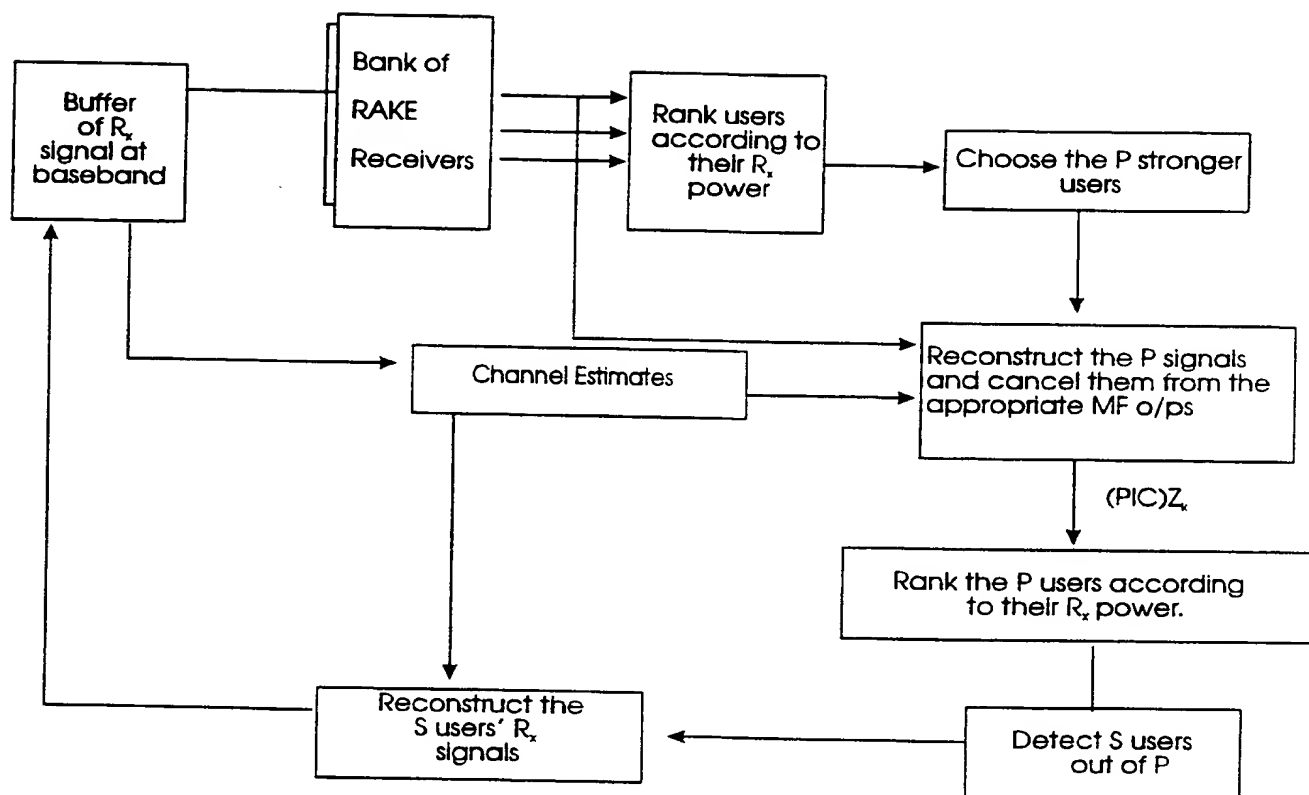 Buffer
of Rx
signal at
baseband
Bank of
RAKE
Receivers
Rank users
according to
their Rx
power
Choose the P stronger
users
Channel Estimates
Reconstruct the P signals
and cancel them from the
appropriate MF o/ps
(PIC)Zk
Rank the P users according
to their Rx power.
Reconstruct the
S users' Rx
signals
Detect S users
out of P